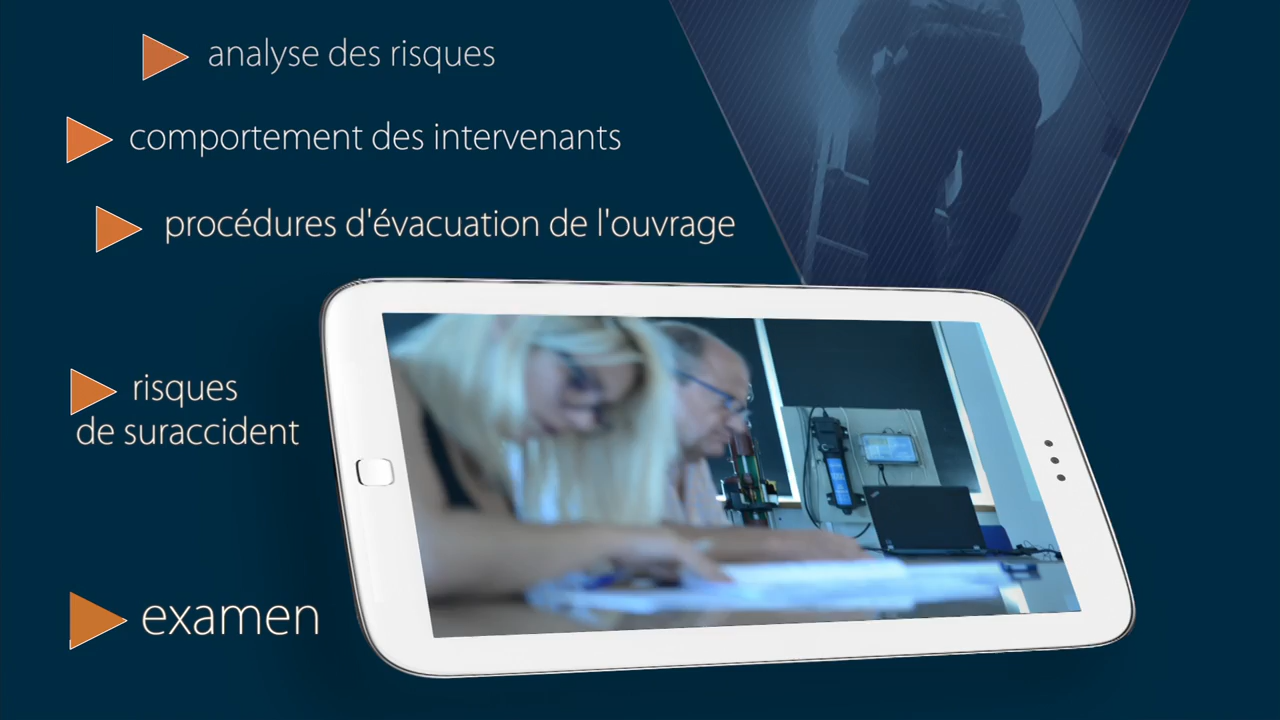 analyse des risques
comportement des intervenants
procédures d'évacuation de l'ouvrage
risques
de suraccident
examen